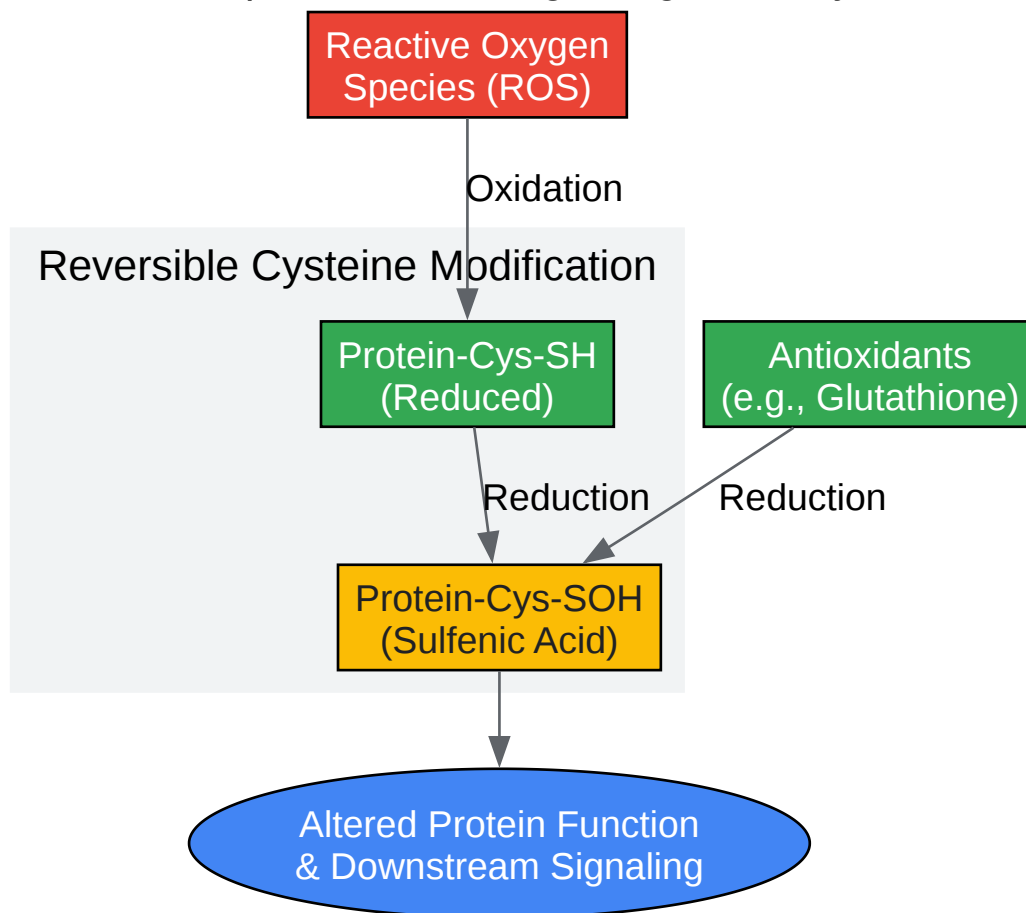 Reactive Oxygen
Species (ROS)
Oxidation
Reversible Cysteine Modification
Protein-Cys-SH
(Reduced)
Antioxidants
(e.g., Glutathione)
Reduction
Reduction
Protein-Cys-SOH
(Sulfenic Acid)
Altered Protein Function
& Downstream Signaling